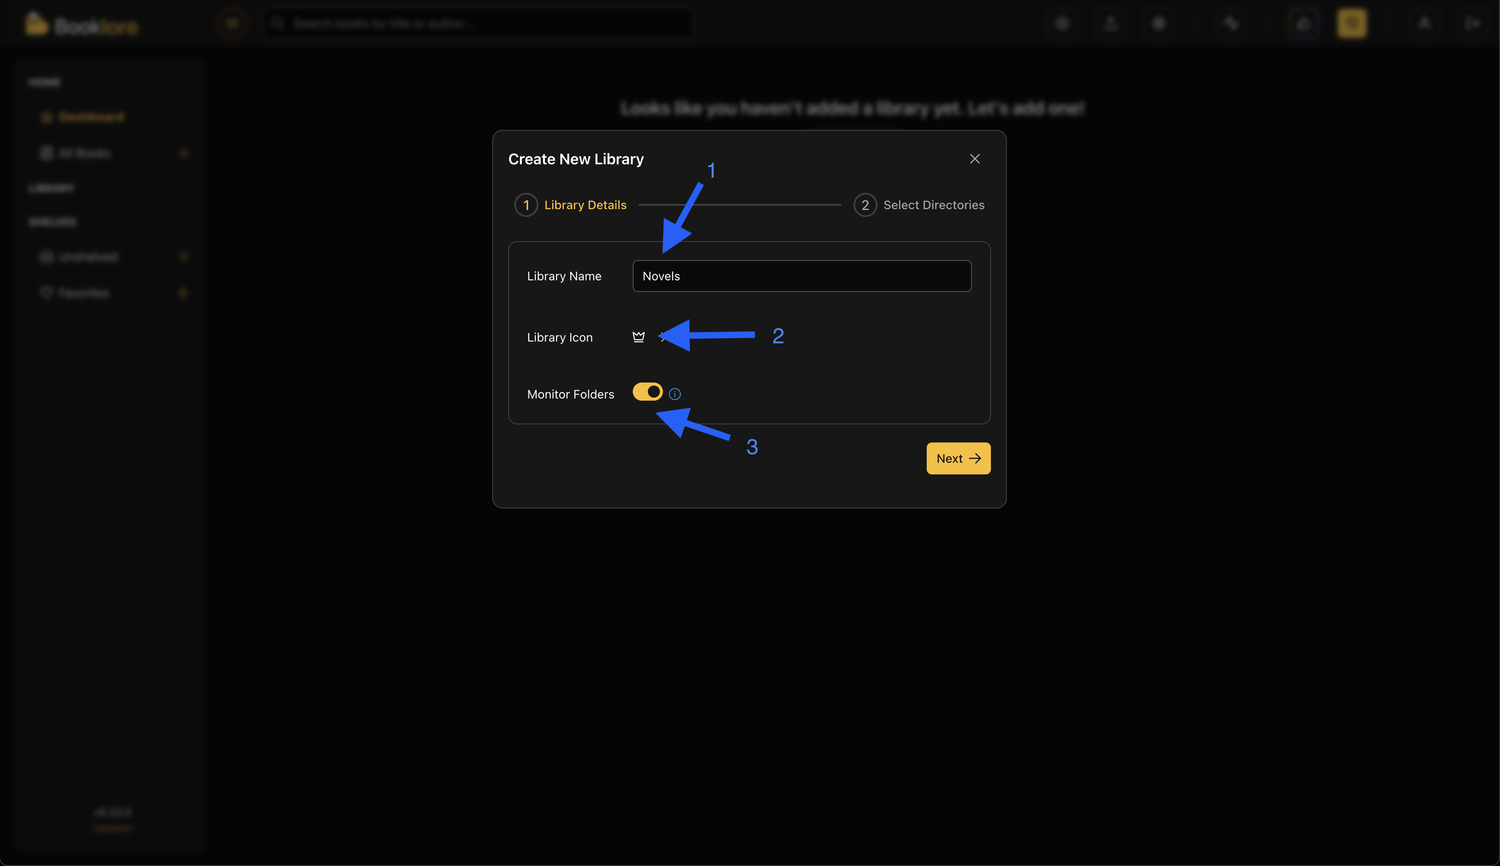 Booklore
Search books by title or author...
HOME
Dashboard
All Books
LIBRARY
SHELVES
Unshelved
Favorites
Looks like you haven't added a library yet. Let's add one!
Create New Library
1
1 Library Details
2 Select Directories
Library Name
Novels
Library Icon
2
Monitor Folders
3
Next